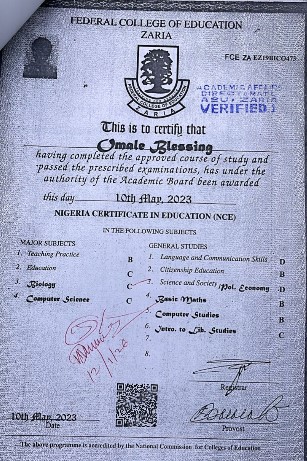 FEDERAL COLLEGE OF EDUCATION
ZARIA
FCE ZA EZ19BICO473
ACADEMIC AFFAIRS
DIRECTORATE
ABU, ZARIA
VERIFIED
ZARIA
This is to certify that
Omale Blessing
having completed the approved course of study and
passed the prescribed examinations, has under the
authority of the Academic Board been awarded
this day 10th May, 2023
NIGERIA CERTIFICATE IN EDUCATION (NCE)
IN THE FOLLOWING SUBJECTS
MAJOR SUBJECTS
1. Teaching Practice B
2. Education C
3. Biology C
4. Computer Science C
GENERAL STUDIES
1. Language and Communication Skills D
2. Citizenship Education D
3. Science and Society/Pol. Economy D
4. Basic Maths C
5. Computer Studies B
6. Intro. to Lib. Studies C
7.
8.
12/1/26
Registrar
10th May, 2023
Date
Provost
The above programme is accredited by the National Commission for Colleges of Education